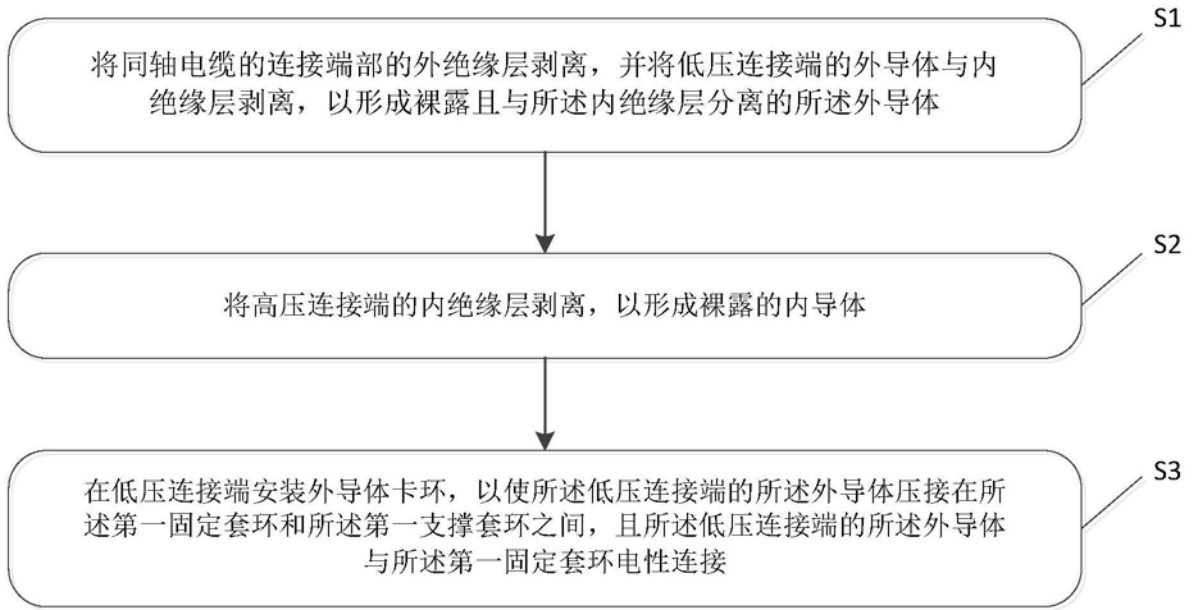 S1
将同轴电缆的连接端部的外绝缘层剥离，并将低压连接端的外导体与内
绝缘层剥离，以形成裸露且与所述内绝缘层分离的所述外导体
S2
将高压连接端的内绝缘层剥离，以形成裸露的内导体
S3
在低压连接端安装外导体卡环，以使所述低压连接端的所述外导体压接在所
述第一固定套环和所述第一支撑套环之间，且所述低压连接端的所述外导体
与所述第一固定套环电性连接